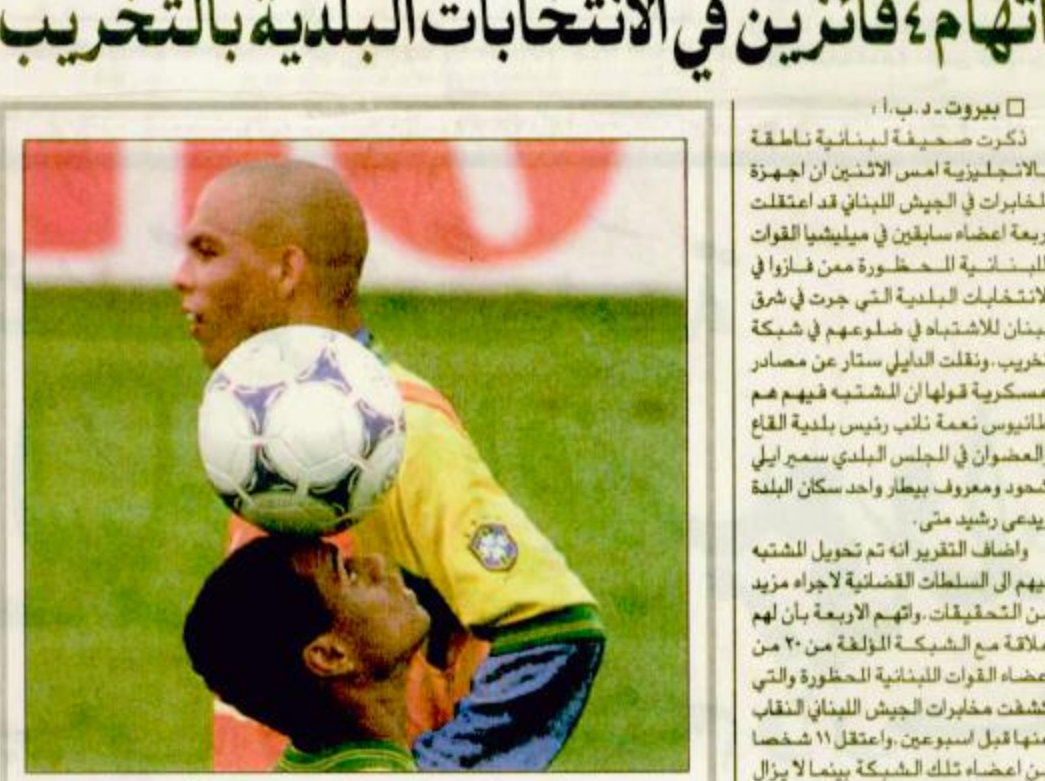 اتهام ٤ فائزين في الانتخابات البلدية بالتخريب
□ بيروت - د.ب.أ :
ذكرت صحيفة لبنانية ناطقة
بالانجليزية امس الاثنين ان اجهزة
المخابرات في الجيش اللبناني قد اعتقلت
اربعة اعضاء سابقين في ميليشيا القوات
اللبنانية المحظورة ممن فازوا في
الانتخابات البلدية التي جرت في شرق
لبنان للاشتباه في ضلوعهم في شبكة
تخريب . ونقلت الدايلي ستار عن مصادر
عسكرية قولها ان المشتبه فيهم هم
طانيوس نعمة نائب رئيس بلدية القاع
والعضوان في المجلس البلدي سمير ايلي
شحود ومعروف بيطار واحد سكان البلدة
ويدعى رشيد متى .
واضاف التقرير انه تم تحويل المشتبه
فيهم الى السلطات القضائية لاجراء مزيد
من التحقيقات . واتهم الاربعة بأن لهم
علاقة مع الشبكة المؤلفة من ٢٠ من
اعضاء القوات اللبنانية المحظورة والتي
كشفت مخابرات الجيش اللبناني النقاب
عنها قبل اسبوعين . واعتقل ١١ شخصا
من اعضاء تلك الشبكة بينما لا يزال